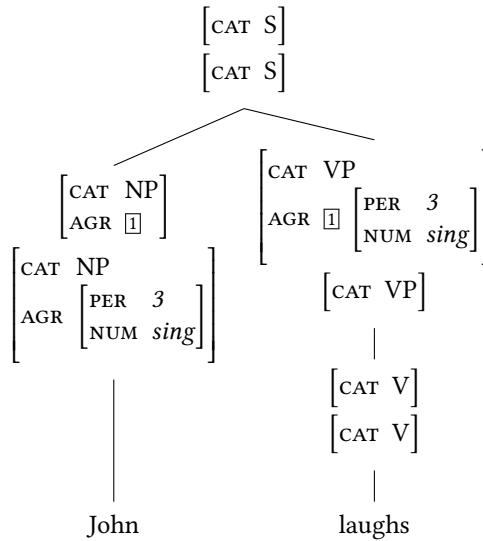 [CAT S]
[CAT S]
[CAT NP
AGR 1]
[CAT VP
AGR 1 [PER 3
NUM sing]]
[CAT NP
AGR [PER 3
NUM sing]]
[CAT VP]
[CAT V]
[CAT V]
John laughs